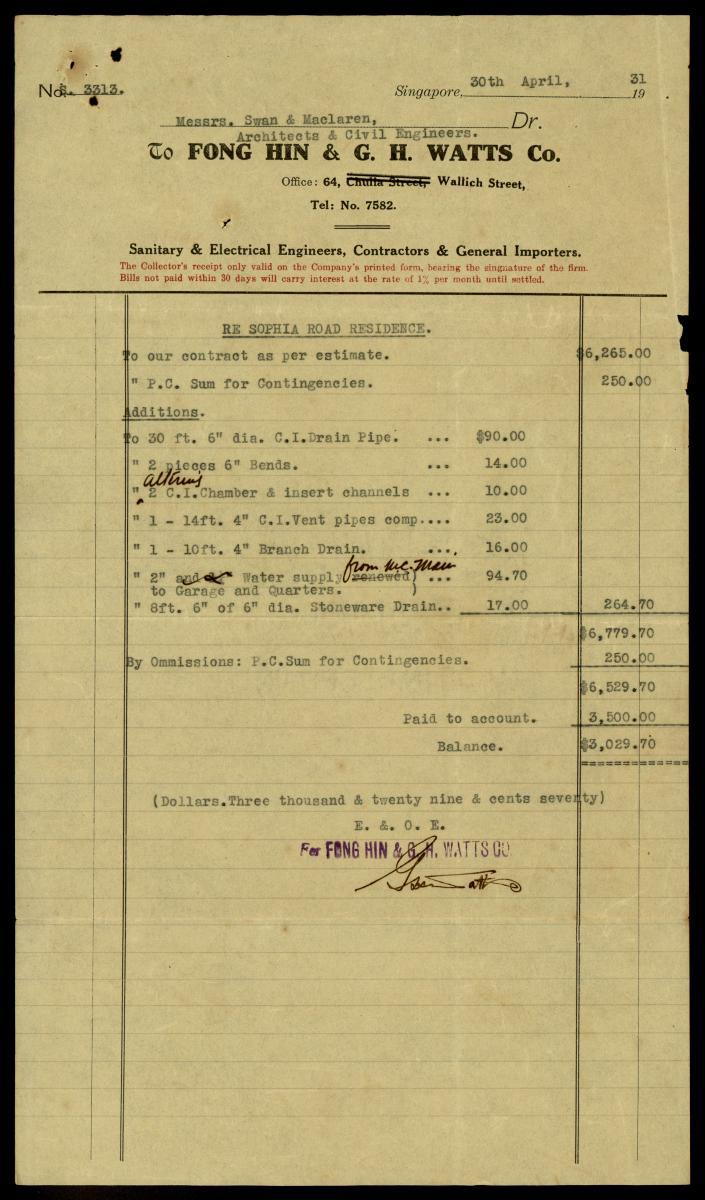 No. S. 3313.
Singapore, 30th April, 1931
Messrs. Swan & Maclaren, Dr.
Architects & Civil Engineers.
To FONG HIN & G. H. WATTS Co.
Office: 64, Chulia Street, Wallich Street,
Tel: No. 7582.
Sanitary & Electrical Engineers, Contractors & General Importers.
The Collector's receipt only valid on the Company's printed form, bearing the singnature of the firm.
Bills not paid within 30 days will carry interest at the rate of 1% per month until settled.
RE SOPHIA ROAD RESIDENCE.
To our contract as per estimate. $6,265.00
" P.C. Sum for Contingencies. 250.00
Additions.
To 30 ft. 6" dia. C.I.Drain Pipe. ... $90.00
" 2 pieces 6" Bends. ... 14.00
" 2 C.I.Chamber & insert channels ... 10.00
" 1 - 14ft. 4" C.I.Vent pipes comp.... 23.00
" 1 - 10ft. 4" Branch Drain. .... 16.00
from
" 2" and Water supply (renewed) ... 94.70
to Garage and Quarters. )
" 8ft. 6" of 6" dia. Stoneware Drain.. 17.00 264.70
$6,779.70
By Ommissions: P.C.Sum for Contingencies. 250.00
$6,529.70
Paid to account. 3,500.00
Balance. $3,029.70
(Dollars.Three thousand & twenty nine & cents seventy)
E. &. O. E.
For FONG HIN & G. H. WATTS CO.